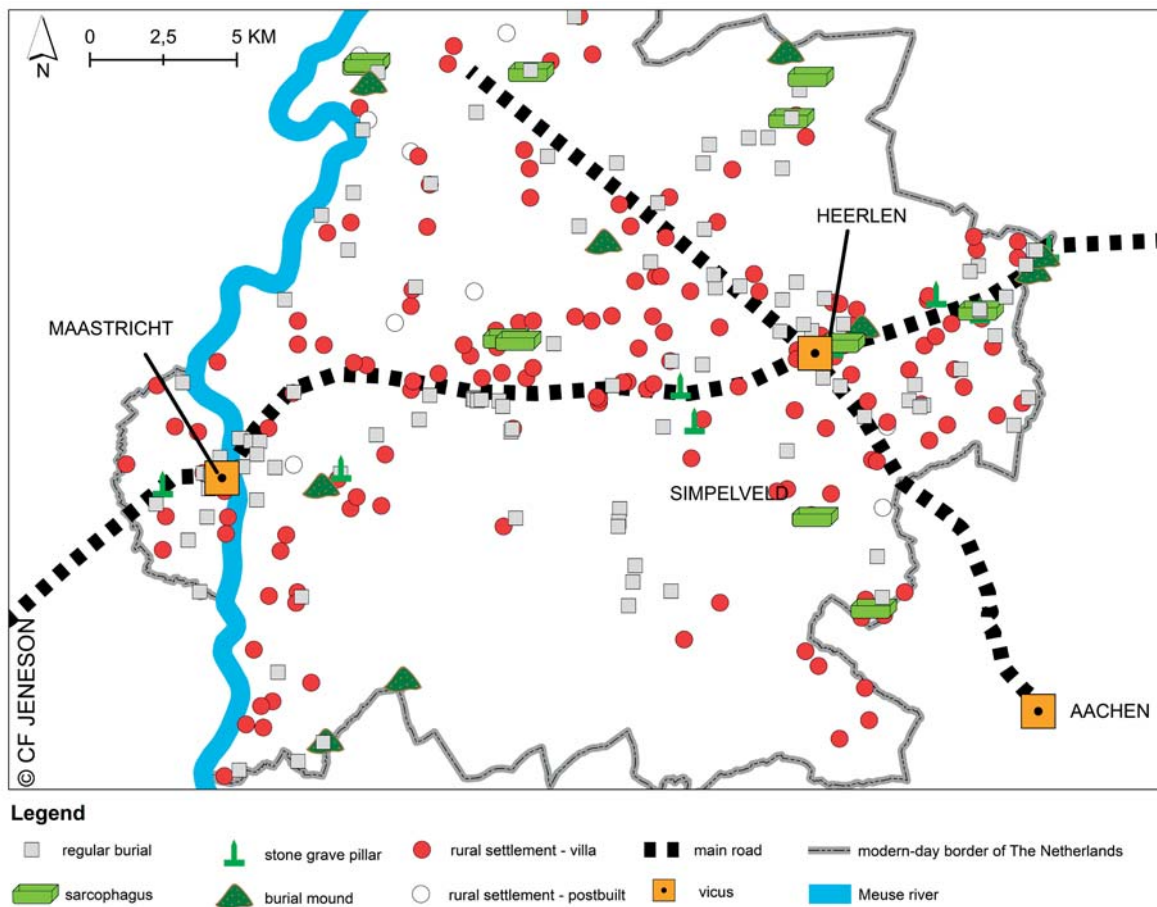 0 2,5 5 KM
N
HEERLEN
MAASTRICHT
SIMPELVELD
AACHEN
© CF JENESON
Legend
regular burial
stone grave pillar
rural settlement - villa
main road
modern-day border of The Netherlands
sarcophagus
burial mound
rural settlement - postbuilt
vicus
Meuse river